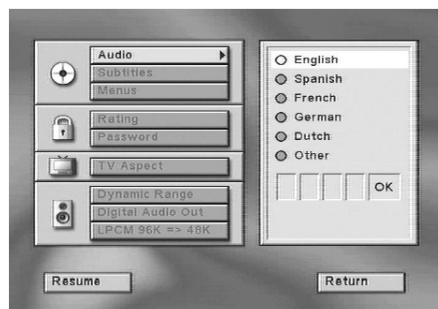 Audio
Subtitles
Menus
Rating
Password
TV Aspect
Dynamic Range
Digital Audio Out
LPCM 96K => 48K
English
Spanish
French
German
Dutch
Other
OK
Resume
Return